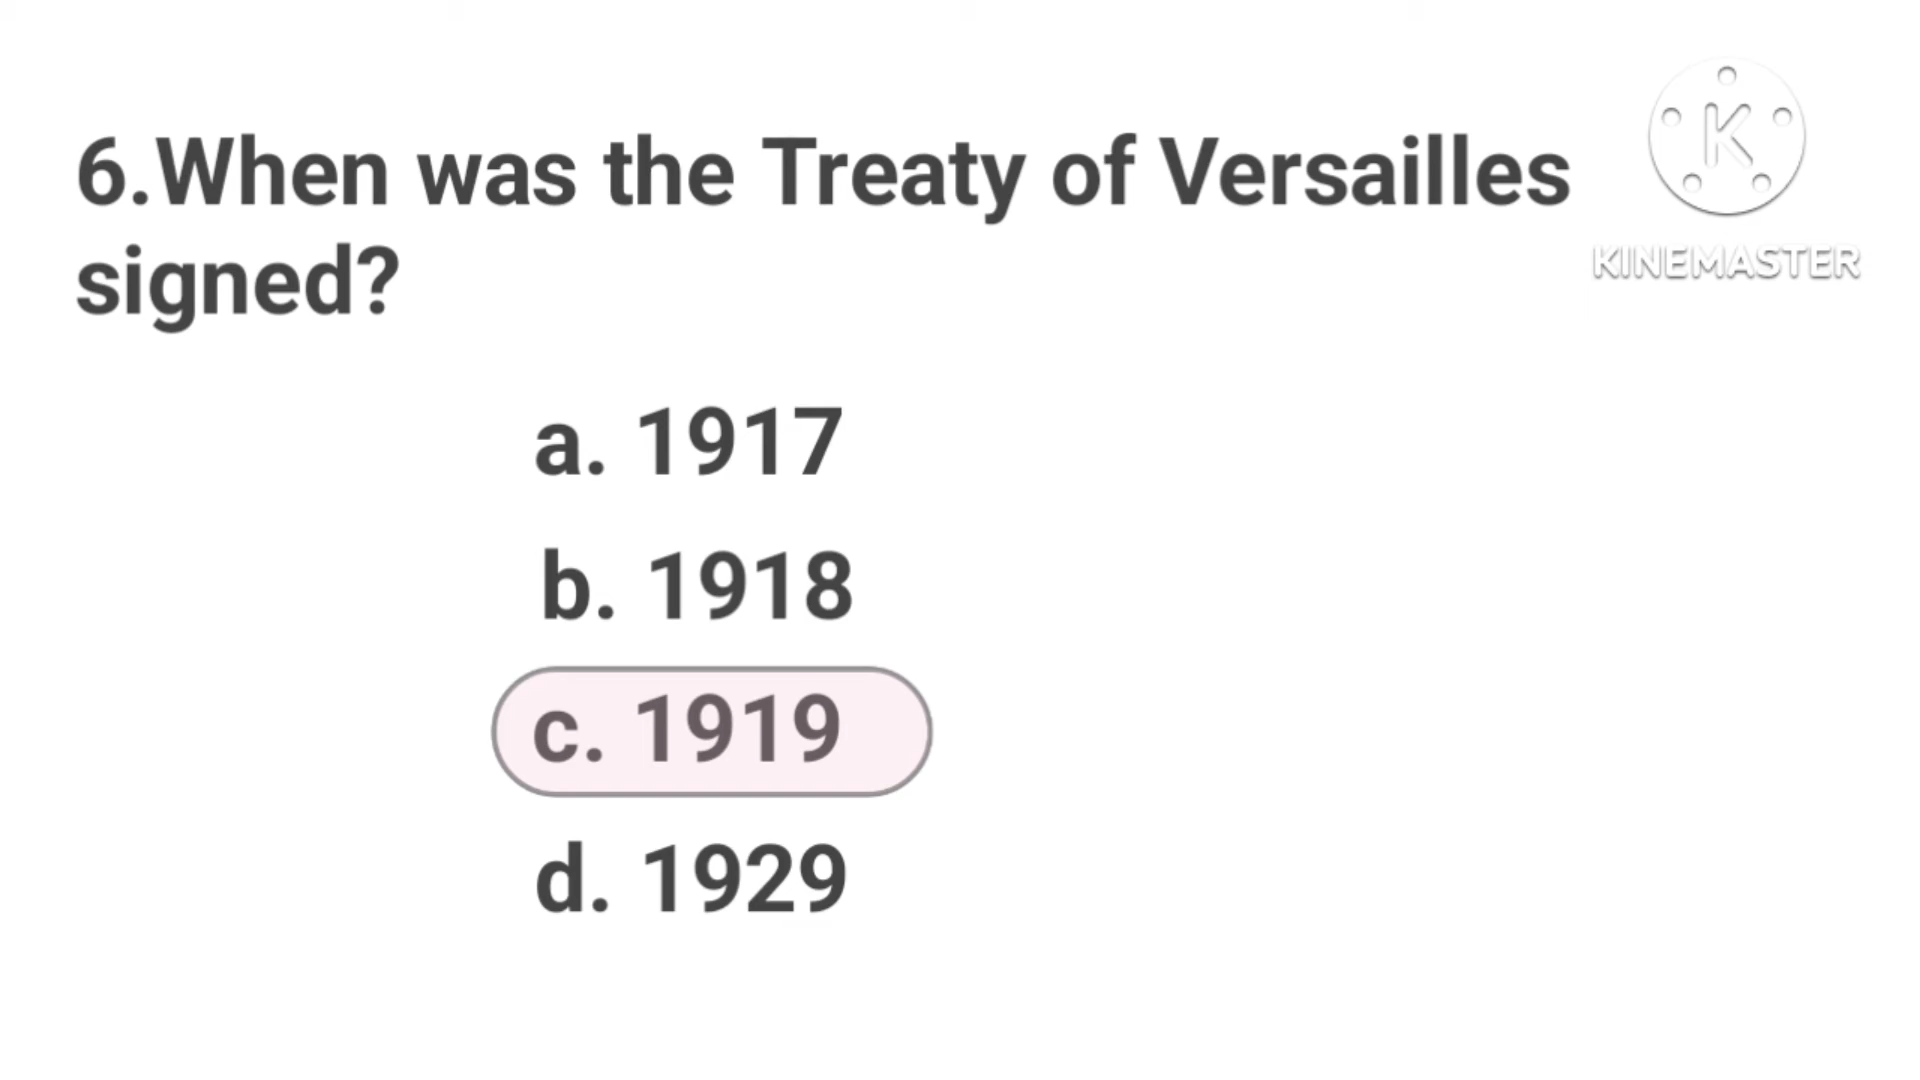 6.When was the Treaty of Versailles
signed?
K
KINEMASTER
a. 1917
b. 1918
c. 1919
d. 1929